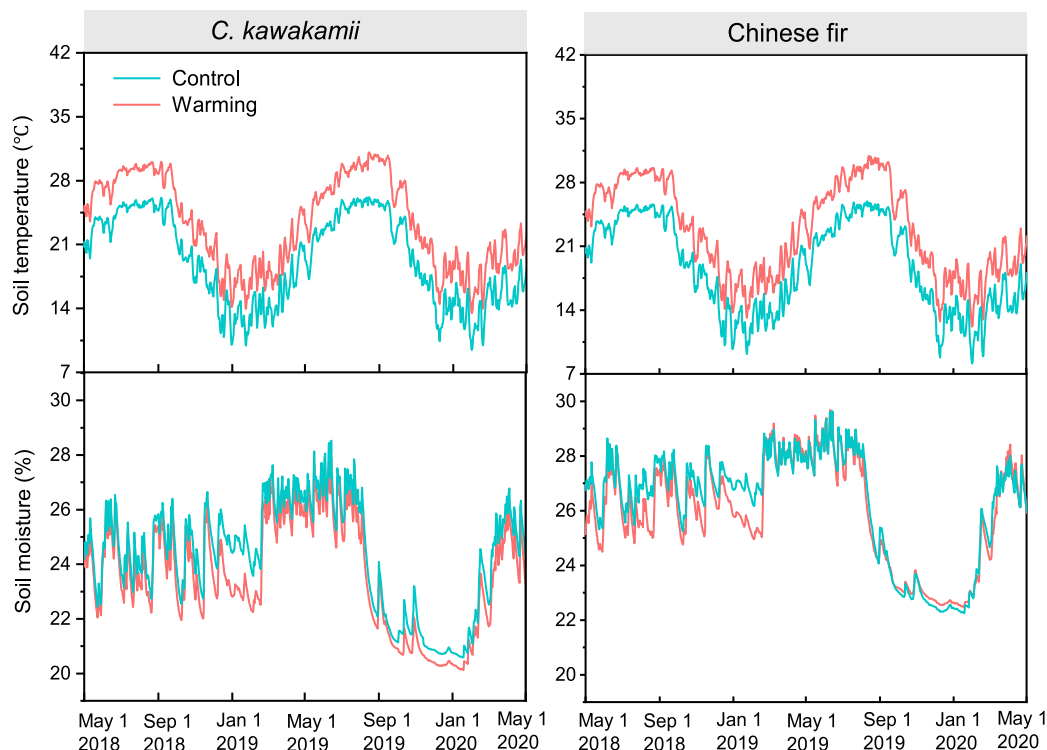 C. kawakamii
Chinese fir
Control
Warming
Soil temperature (℃)
42
35
28
21
14
7
42
35
28
21
14
7
Soil moisture (%)
30
28
26
24
22
20
30
28
26
24
22
20
May 1 Sep 1 Jan 1 May 1 Sep 1 Jan 1 May 1
2018 2018 2019 2019 2019 2020 2020
May 1 Sep 1 Jan 1 May 1 Sep 1 Jan 1 May 1
2018 2018 2019 2019 2019 2020 2020